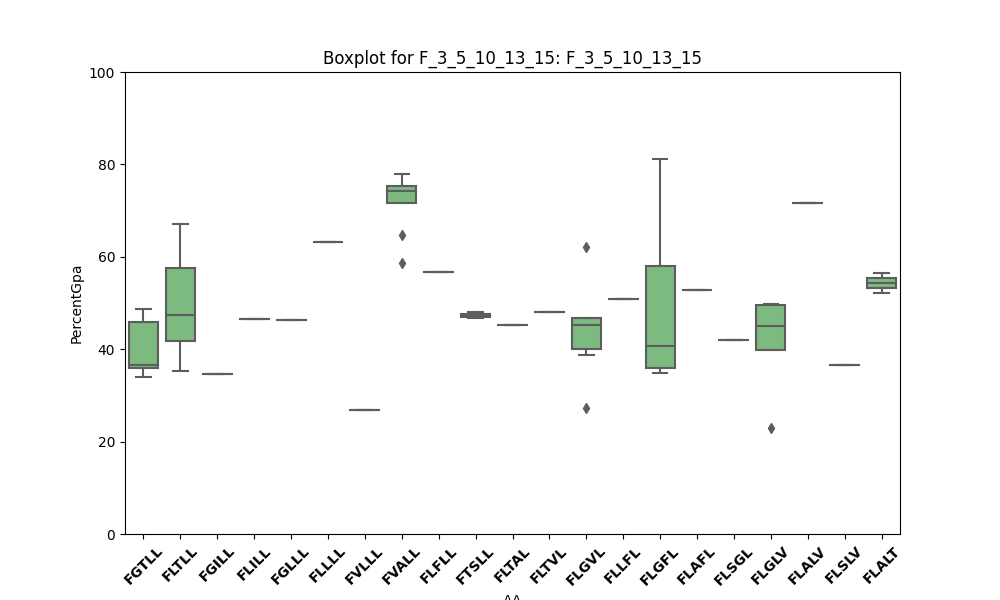 Boxplot for F_3_5_10_13_15: F_3_5_10_13_15
100
80
60
40
20
0
PercentGpa
FGTLL FLTLL FGILL FLILL FGLLL FLLLL FVLLL FVALL FLFLL FTSLL FLTAL FLTVL FLGVL FLLFL FLGFL FLAFL FLSGL FLGLV FLALV FLSLV FLALT
AA